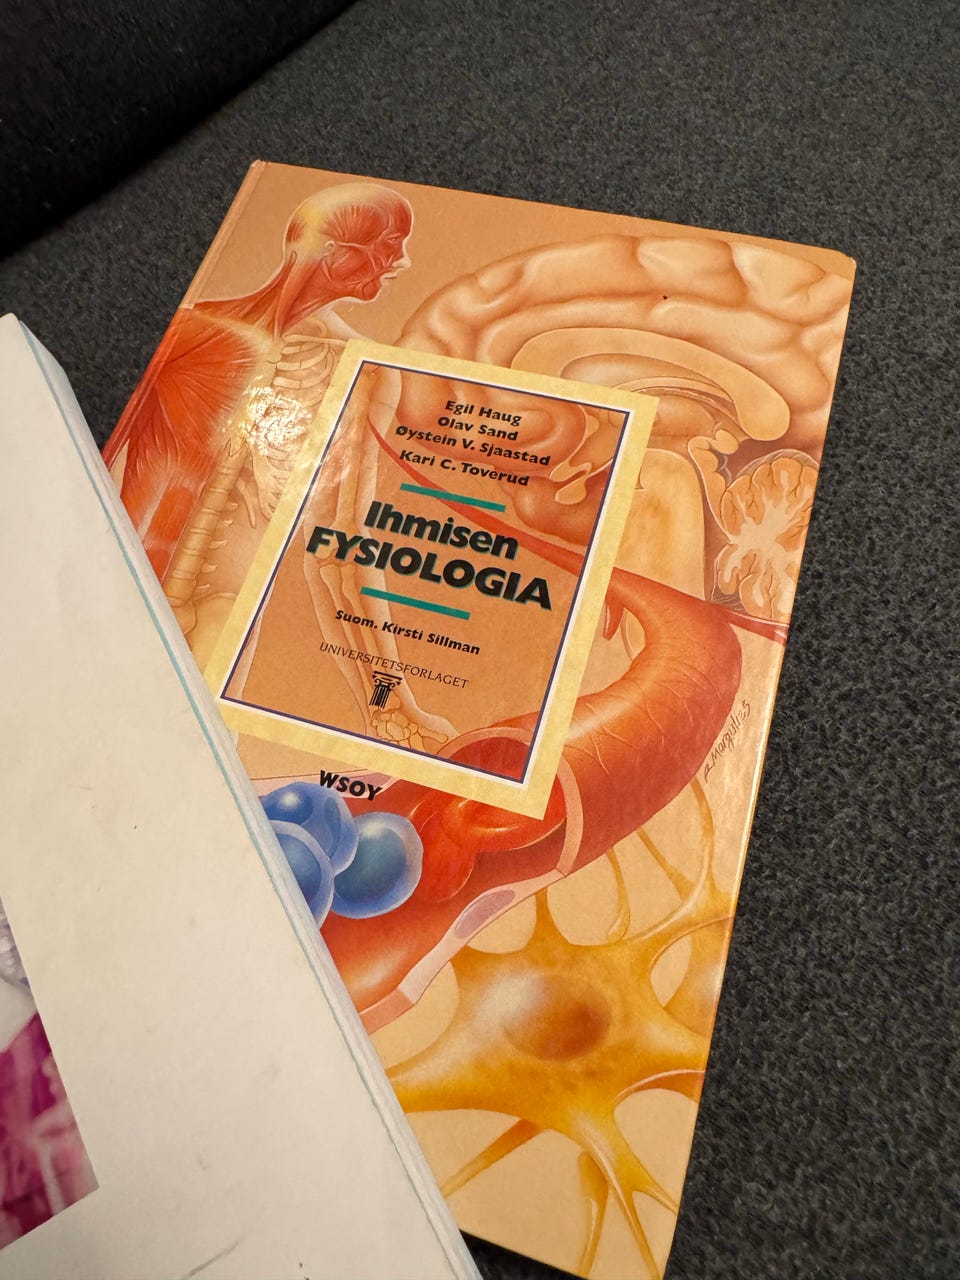 Egil Haug
Olav Sand
Øystein V. Sjaastad
Kari C. Toverud
Ihmisen
FYSIOLOGIA
Suom. Kirsti Sillman
UNIVERSITETSFORLAGET
WSOY